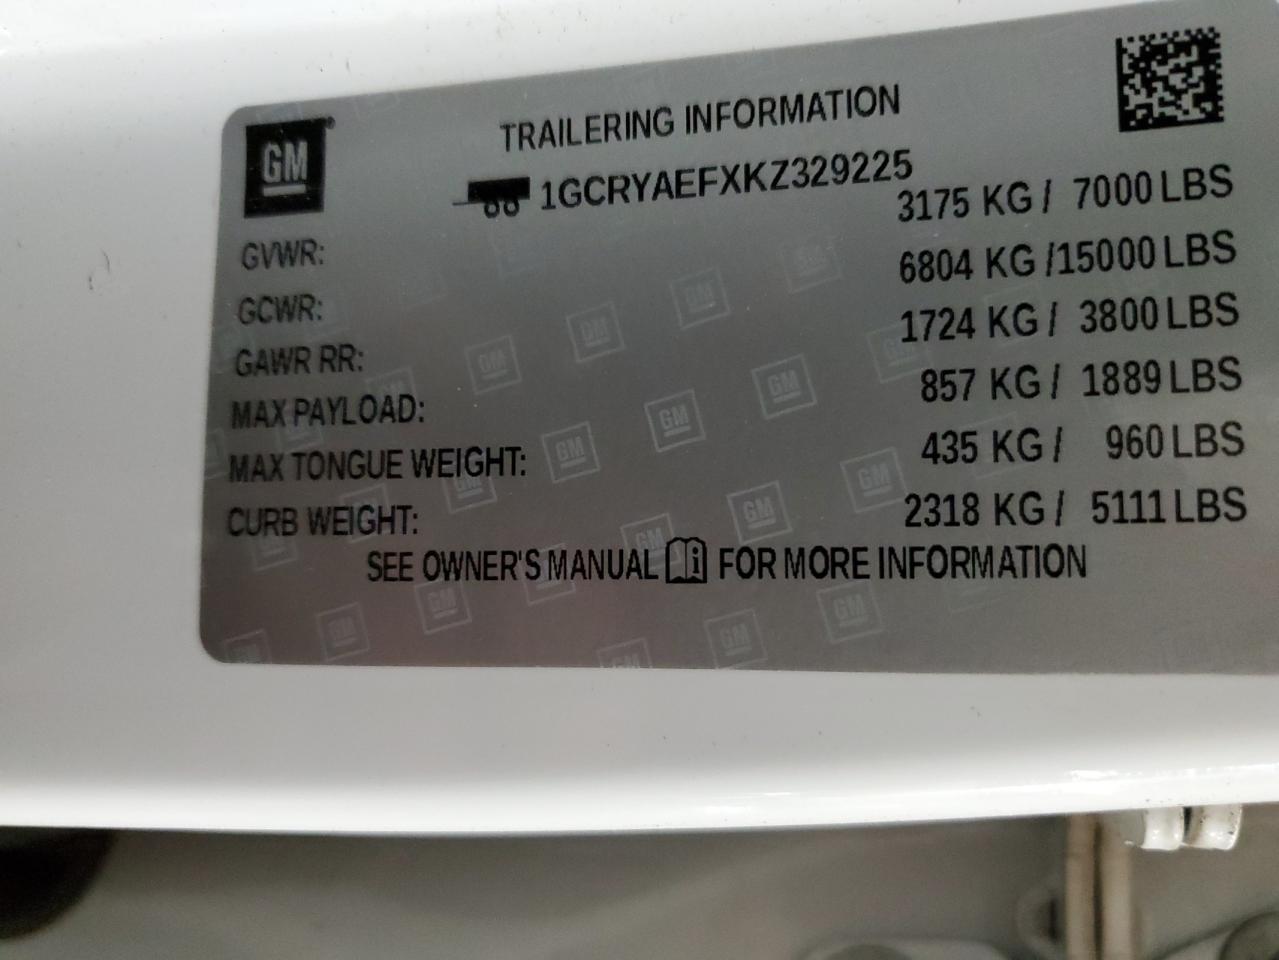 GM
TRAILERING INFORMATION
1GCRYAEFXKZ329225
GVWR: 3175 KG / 7000 LBS
GCWR: 6804 KG / 15000 LBS
GAWR RR: 1724 KG / 3800 LBS
MAX PAYLOAD: 857 KG / 1889 LBS
MAX TONGUE WEIGHT: 435 KG / 960 LBS
CURB WEIGHT: 2318 KG / 5111 LBS
SEE OWNER'S MANUAL FOR MORE INFORMATION